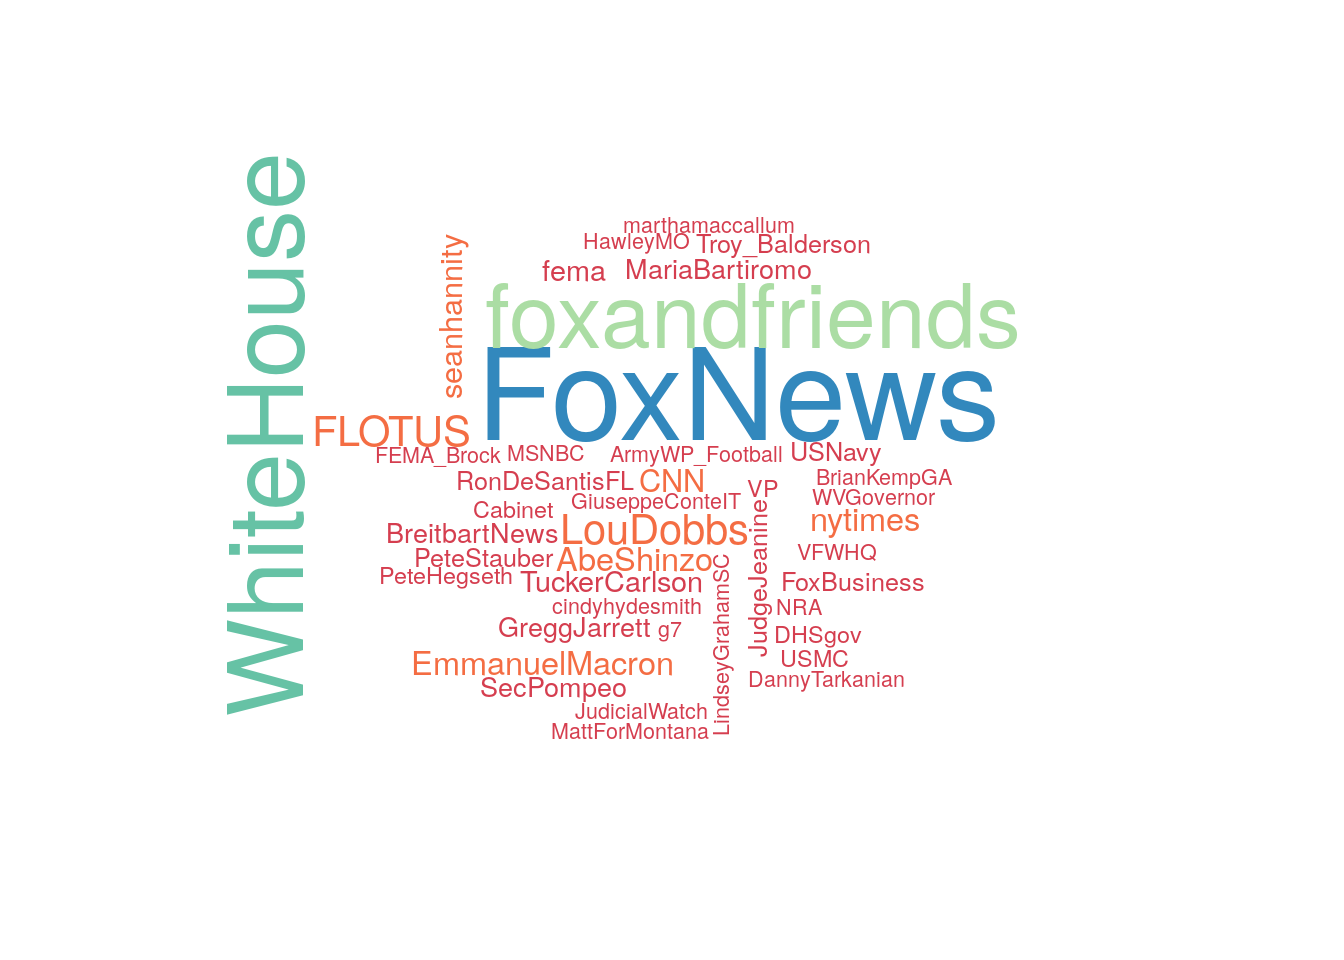 WhiteHouse
marthamaccallum
HawleyMO Troy_Balderson
seanhannity
fema MariaBartiromo
foxandfriends
FoxNews
FLOTUS
FEMA_Brock MSNBC ArmyWP_Football USNavy
RonDeSantisFL CNN VP BrianKempGA
Cabinet GiuseppeConteIT WVGovernor
BreitbartNews LouDobbs nytimes
JudgeJeanine
PeteStauber AbeShinzo VFWHQ
PeteHegseth TuckerCarlson FoxBusiness
LindseyGrahamSC
cindyhydesmith NRA
GreggJarrett g7 DHSgov
EmmanuelMacron USMC
SecPompeo DannyTarkanian
JudicialWatch
MattForMontana